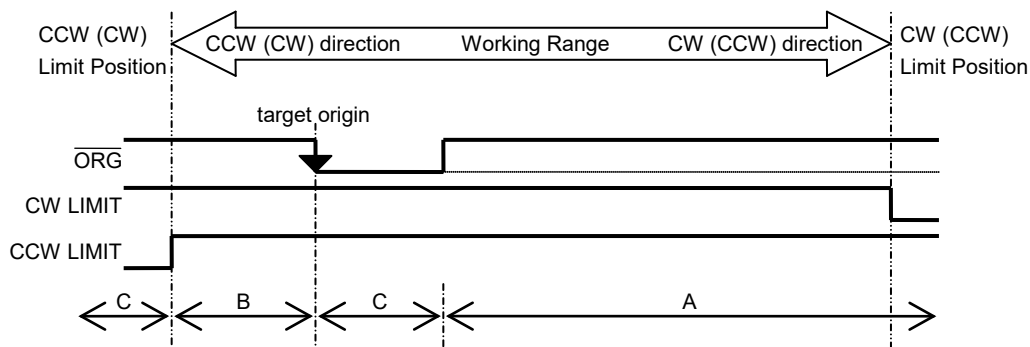 CCW (CW)
Limit Position
CCW (CW) direction
Working Range
CW (CCW) direction
CW (CCW)
Limit Position
target origin
ORG
CW LIMIT
CCW LIMIT
C
B
C
A